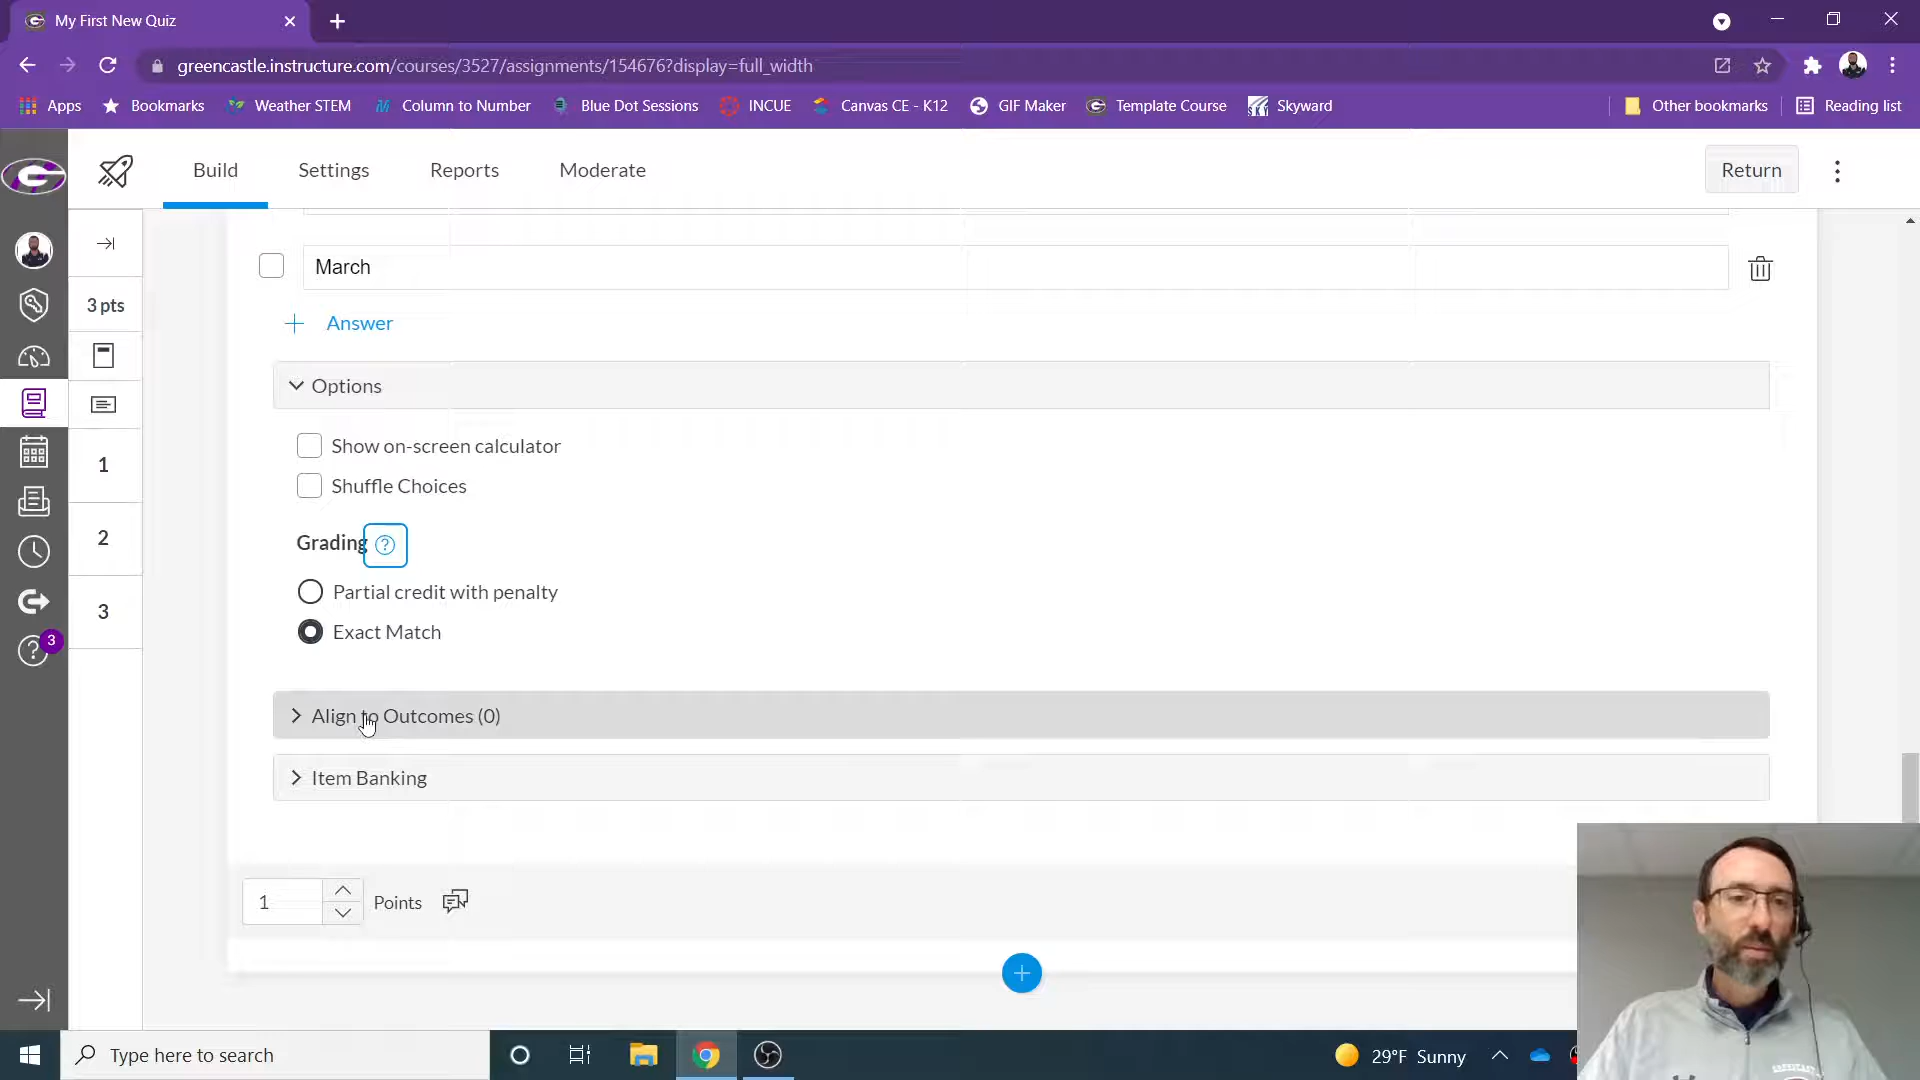 My First New Quiz
greencastle.instructure.com/courses/3527/assignments/154676?display=full_width
Apps Bookmarks Weather STEM Column to Number Blue Dot Sessions INCUE Canvas CE - K12 GIF Maker Template Course Skyward Other bookmarks Reading list
Build Settings Reports Moderate Return
3 pts
March
Answer
Options
Show on-screen calculator
1
Shuffle Choices
2
Grading ?
Partial credit with penalty
3
Exact Match
3
Align to Outcomes (0)
Item Banking
1 Points
Type here to search
29°F Sunny